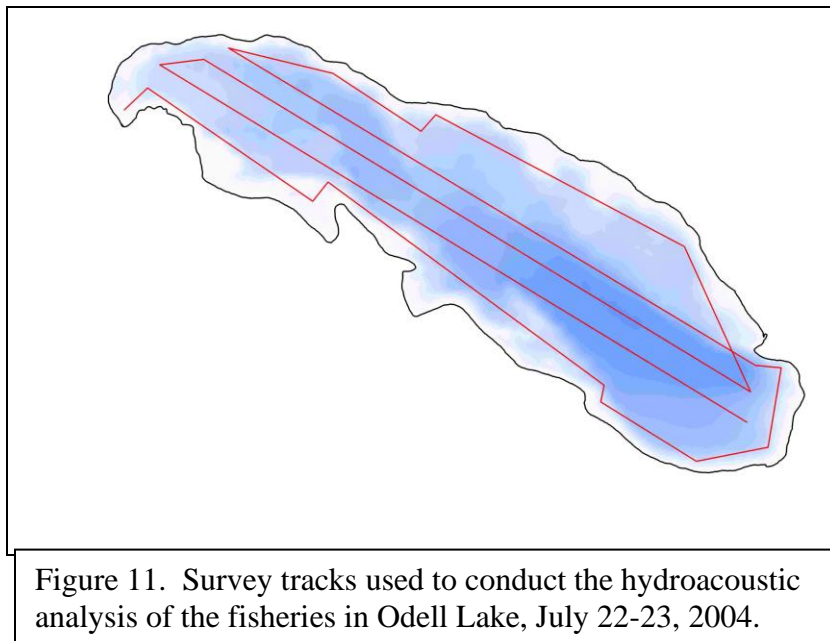 Figure 11.  Survey tracks used to conduct the hydroacoustic
analysis of the fisheries in Odell Lake, July 22-23, 2004.